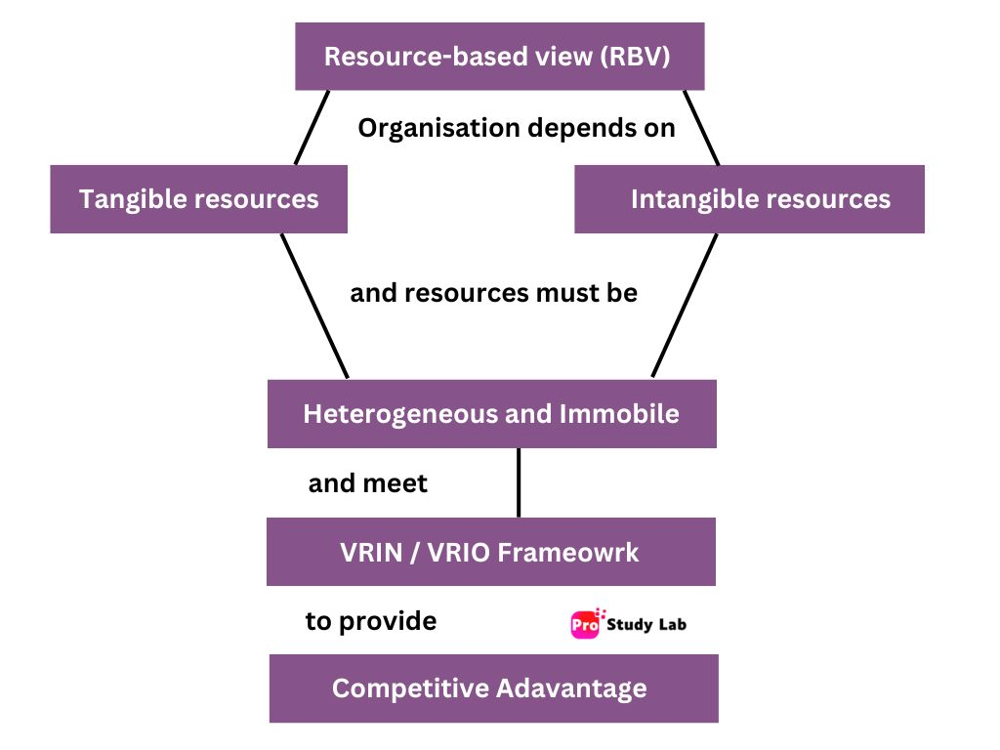 Resource-based view (RBV)
Organisation depends on
Tangible resources
Intangible resources
and resources must be
Heterogeneous and Immobile
and meet
VRIN / VRIO Frameowrk
to provide
Pro Study Lab
Competitive Adavantage